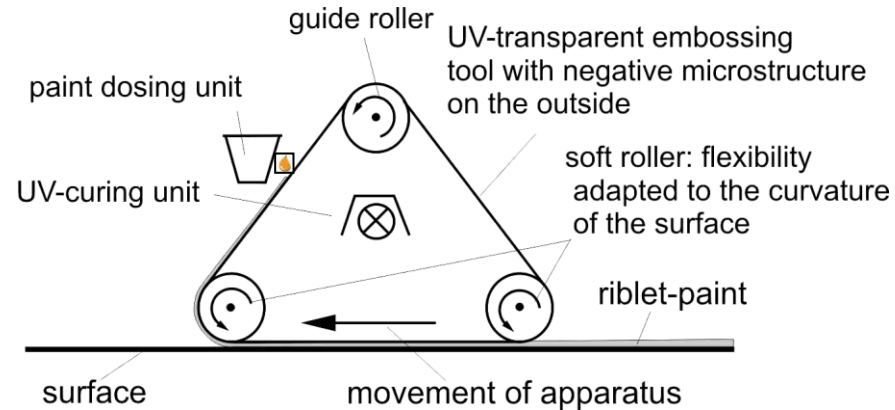 guide roller
UV-transparent embossing
tool with negative microstructure
on the outside
paint dosing unit
soft roller: flexibility
adapted to the curvature
of the surface
UV-curing unit
riblet-paint
surface
movement of apparatus